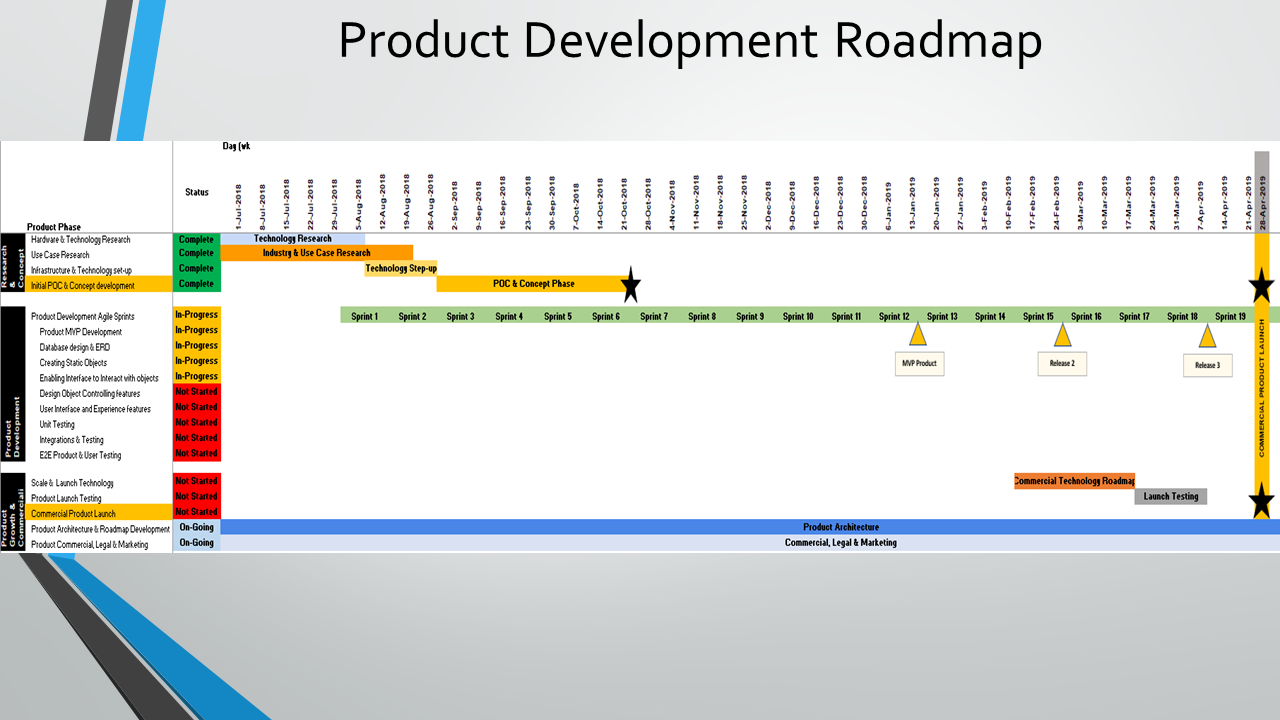 Product Development Roadmap
Day (wk
Product Phase
Status
1-Jul-2018
8-Jul-2018
15-Jul-2018
22-Jul-2018
29-Jul-2018
5-Aug-2018
12-Aug-2018
19-Aug-2018
26-Aug-2018
2-Sep-2018
9-Sep-2018
16-Sep-2018
23-Sep-2018
30-Sep-2018
7-Oct-2018
14-Oct-2018
21-Oct-2018
28-Oct-2018
4-Nov-2018
11-Nov-2018
18-Nov-2018
25-Nov-2018
2-Dec-2018
9-Dec-2018
16-Dec-2018
23-Dec-2018
30-Dec-2018
6-Jan-2019
13-Jan-2019
20-Jan-2019
27-Jan-2019
3-Feb-2019
10-Feb-2019
17-Feb-2019
24-Feb-2019
3-Mar-2019
10-Mar-2019
17-Mar-2019
24-Mar-2019
31-Mar-2019
7-Apr-2019
14-Apr-2019
21-Apr-2019
28-Apr-2019
Research
&
Concept
Hardware & Technology Research Complete Technology Research
Use Case Research Complete Industry & Use Case Research
Infrastructure & Technology set-up Complete Technology Step-up
Initial POC & Concept development Complete POC & Concept Phase
Product
Development
Product Development Agile Sprints In-Progress Sprint 1 Sprint 2 Sprint 3 Sprint 4 Sprint 5 Sprint 6 Sprint 7 Sprint 8 Sprint 9 Sprint 10 Sprint 11 Sprint 12 Sprint 13 Sprint 14 Sprint 15 Sprint 16 Sprint 17 Sprint 18 Sprint 19
Product MVP Development In-Progress
Database design & ERD In-Progress
Creating Static Objects In-Progress MVP Product Release 2 Release 3
Enabling Interface to Interact with objects In-Progress
Design Object Controlling features Not Started
User Interface and Experience features Not Started
Unit Testing Not Started
Integrations & Testing Not Started
E2E Product & User Testing Not Started
COMMERCIAL PRODUCT LAUNCH
Product
Growth &
Commerciali
Scale & Launch Technology Not Started Commercial Technology Roadmap
Product Launch Testing Not Started Launch Testing
Commercial Product Launch Not Started
Product Architecture & Roadmap Development On-Going Product Architecture
Product Commercial, Legal & Marketing On-Going Commercial, Legal & Marketing